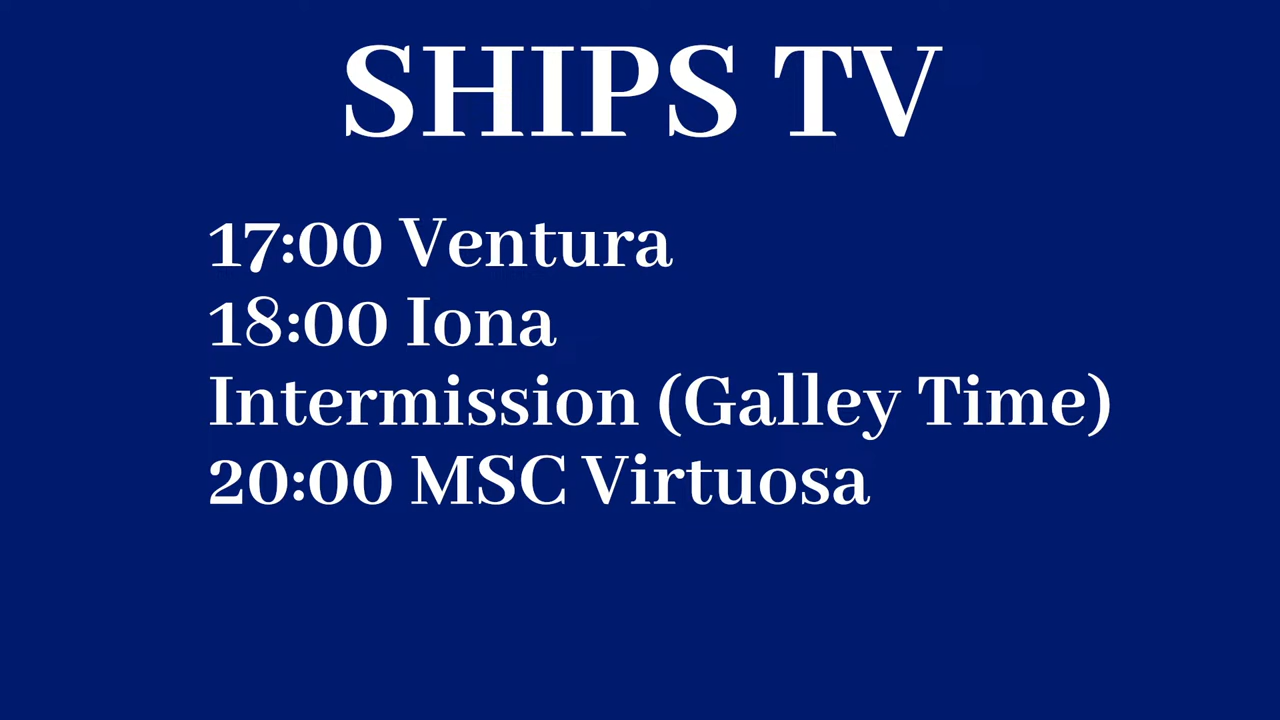 SHIPS TV
17:00 Ventura
18:00 Iona
Intermission (Galley Time)
20:00 MSC Virtuosa